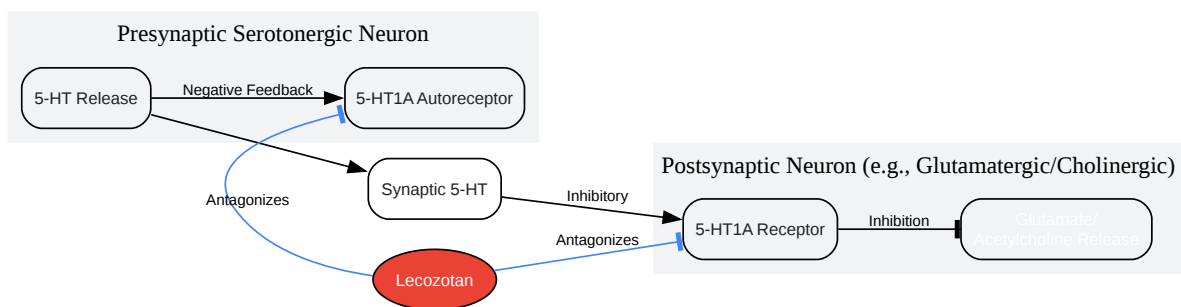 Presynaptic Serotonergic Neuron
5-HT Release
Negative Feedback
5-HT1A Autoreceptor
Antagonizes
Synaptic 5-HT
Inhibitory
Lecozotan
Antagonizes
Postsynaptic Neuron (e.g., Glutamatergic/Cholinergic)
5-HT1A Receptor
Inhibition
Glutamate/
Acetylcholine Release